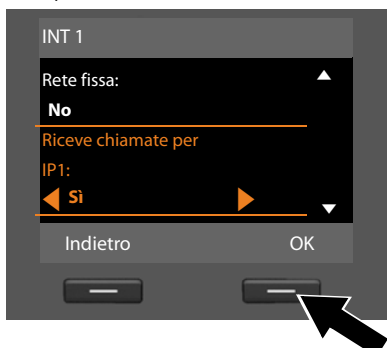 INT 1
Rete fissa:
No
Riceve chiamate per
IP1:
Sì
Indietro OK